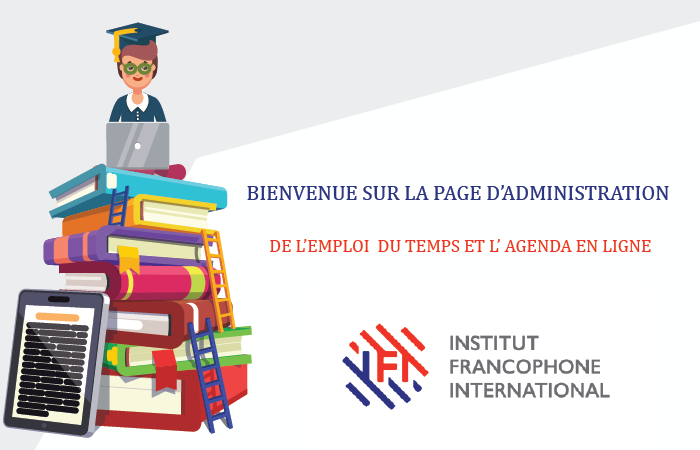 BIENVENUE SUR LA PAGE D'ADMINISTRATION
DE L'EMPLOI DU TEMPS ET L' AGENDA EN LIGNE
IFI
INSTITUT
FRANCOPHONE
INTERNATIONAL